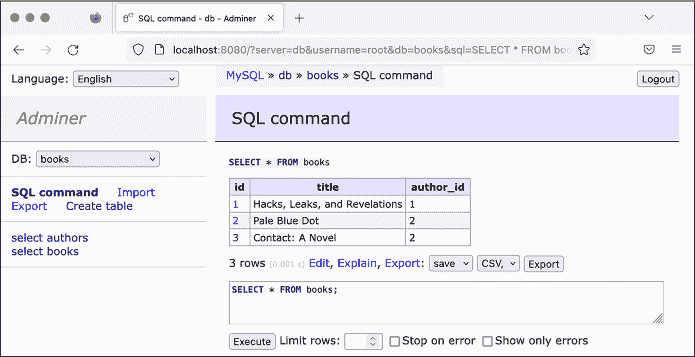 SQL command - db - Adminer
localhost:8080/?server=db&username=root&db=books&sql=SELECT * FROM boo
Language: English
MySQL » db » books » SQL command
Logout
Adminer
SQL command
DB: books
SELECT * FROM books
SQL command Import
Export Create table
select authors
select books
id title author_id
1 Hacks, Leaks, and Revelations 1
2 Pale Blue Dot 2
3 Contact: A Novel 2
3 rows (0.001 s) Edit, Explain, Export: save CSV, Export
SELECT * FROM books;
Execute Limit rows: Stop on error Show only errors